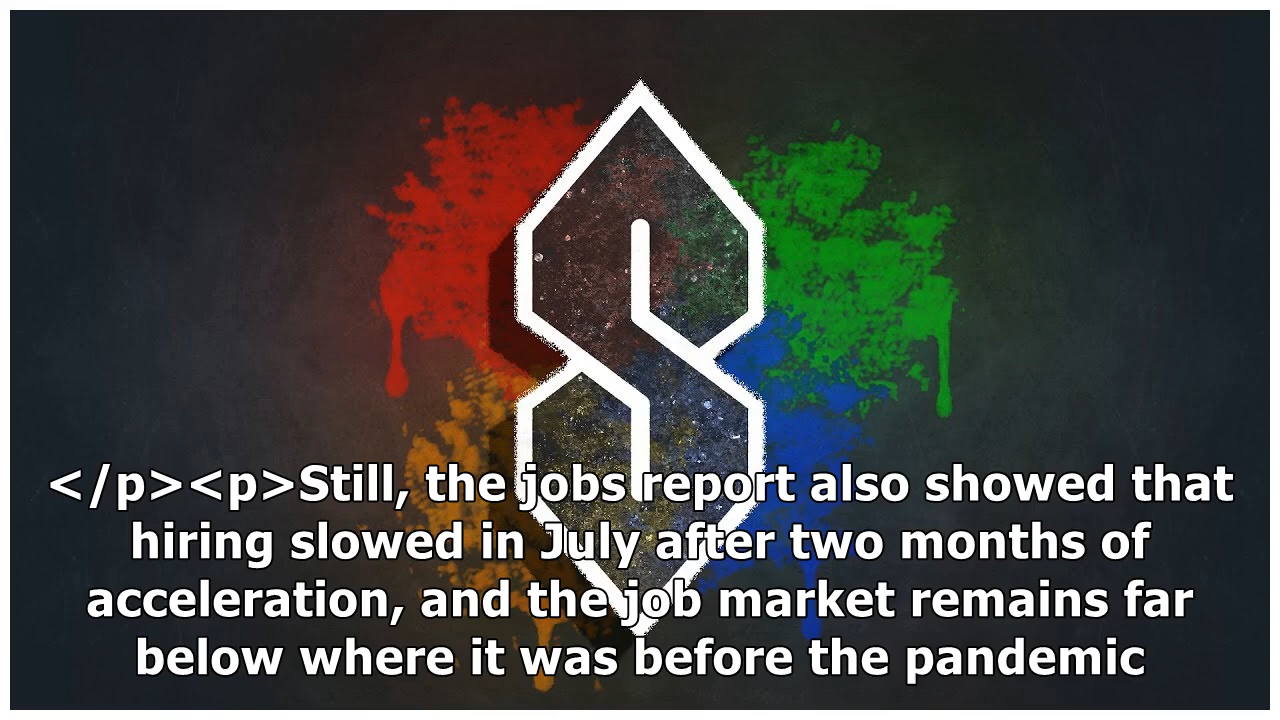 </p><p>Still, the jobs report also showed that
hiring slowed in July after two months of
acceleration, and the job market remains far
below where it was before the pandemic